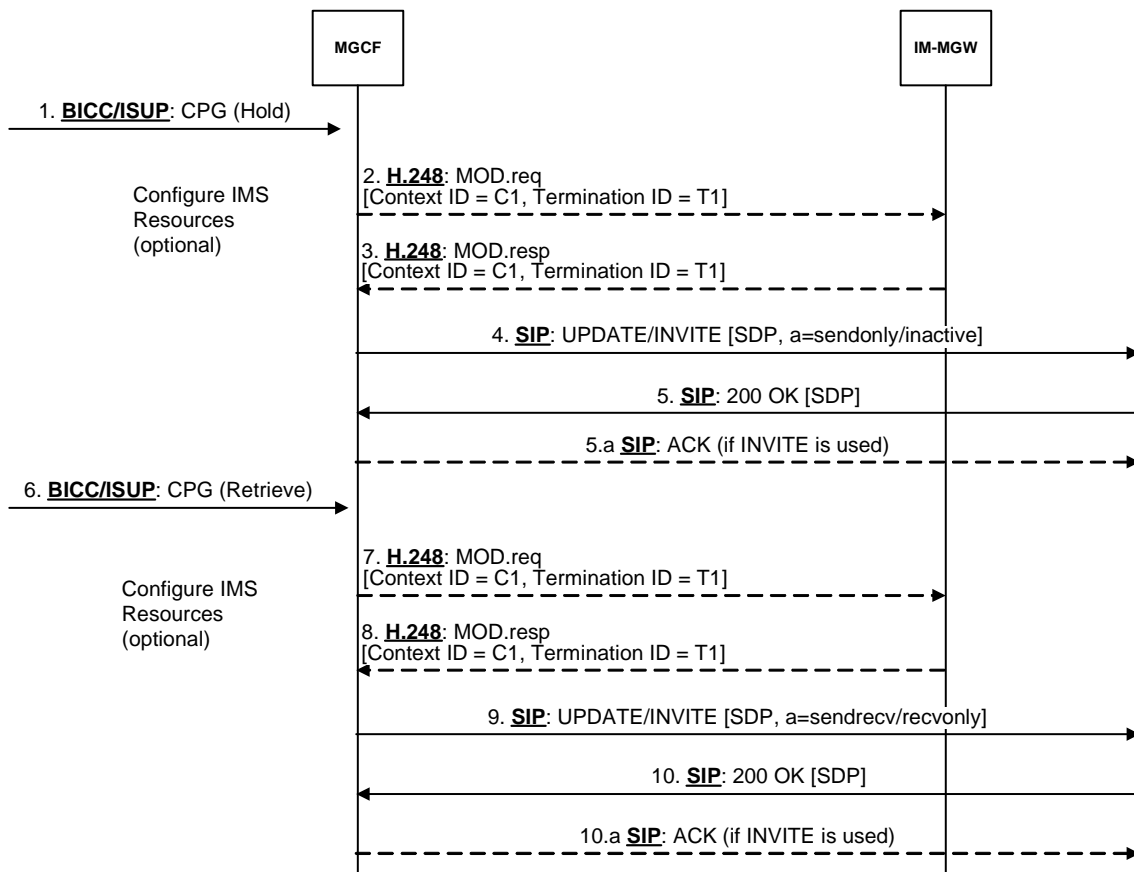 MGCF
IM-MGW
1. BICC/ISUP: CPG (Hold)
Configure IMS
Resources
(optional)
2. H.248: MOD.req
[Context ID = C1, Termination ID = T1]
3. H.248: MOD.resp
[Context ID = C1, Termination ID = T1]
4. SIP: UPDATE/INVITE [SDP, a=sendonly/inactive]
5. SIP: 200 OK [SDP]
5.a SIP: ACK (if INVITE is used)
6. BICC/ISUP: CPG (Retrieve)
Configure IMS
Resources
(optional)
7. H.248: MOD.req
[Context ID = C1, Termination ID = T1]
8. H.248: MOD.resp
[Context ID = C1, Termination ID = T1]
9. SIP: UPDATE/INVITE [SDP, a=sendrecv/recvonly]
10. SIP: 200 OK [SDP]
10.a SIP: ACK (if INVITE is used)